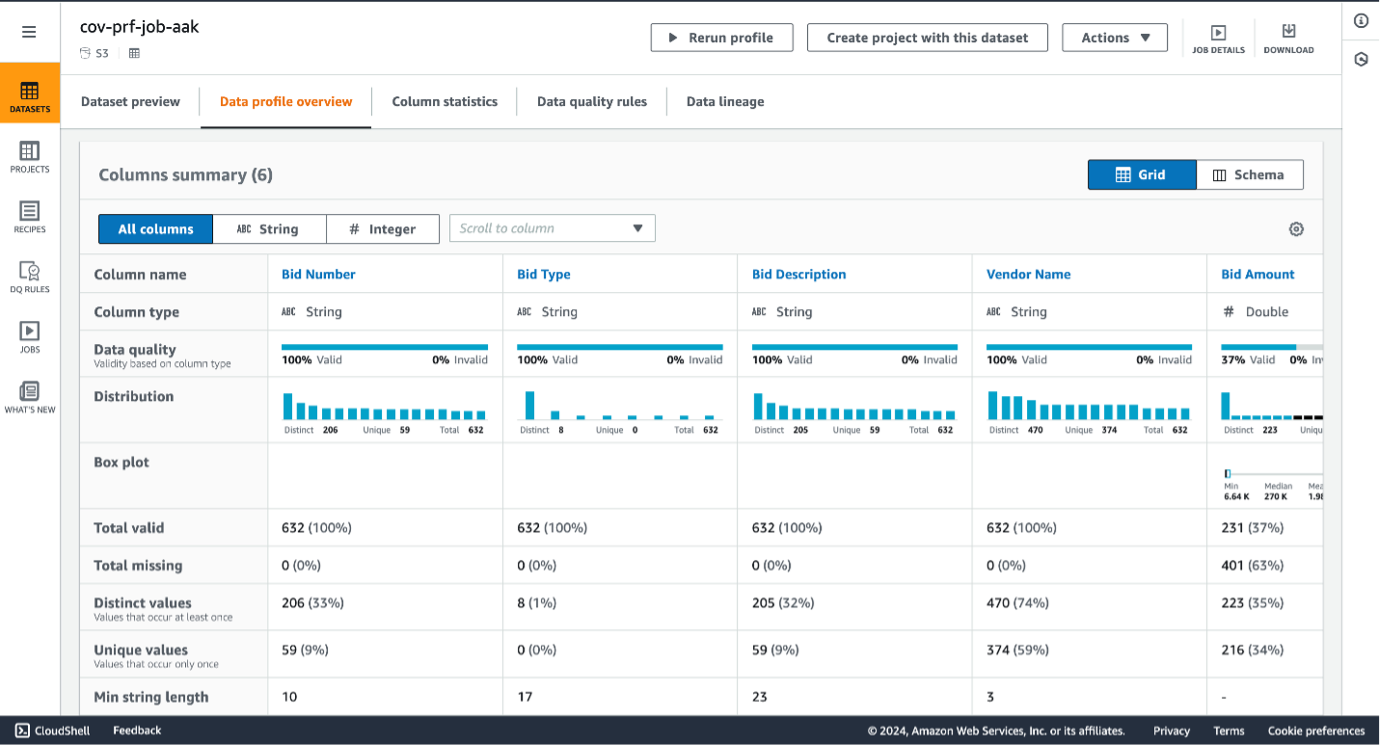 cov-prf-job-aak
S3
Rerun profile
Create project with this dataset
Actions
JOB DETAILS
DOWNLOAD
DATASETS
PROJECTS
RECIPES
DQ RULES
JOBS
WHAT'S NEW
Dataset preview
Data profile overview
Column statistics
Data quality rules
Data lineage
Columns summary (6)
Grid
Schema
All columns
ABC String
# Integer
Scroll to column
Column name Bid Number Bid Type Bid Description Vendor Name Bid Amount
Column type ABC String ABC String ABC String ABC String # Double
Data quality
Validity based on column type
100% Valid 0% Invalid 100% Valid 0% Invalid 100% Valid 0% Invalid 100% Valid 0% Invalid 37% Valid 0%
Distribution
Distinct 206 Unique 59 Total 632 Distinct 8 Unique 0 Total 632 Distinct 205 Unique 59 Total 632 Distinct 470 Unique 374 Total 632 Distinct 223
Box plot
Min Median
6.64 K 270 K
Total valid 632 (100%) 632 (100%) 632 (100%) 632 (100%) 231 (37%)
Total missing 0 (0%) 0 (0%) 0 (0%) 0 (0%) 401 (63%)
Distinct values 206 (33%) 8 (1%) 205 (32%) 470 (74%) 223 (35%)
Values that occur at least once
Unique values 59 (9%) 0 (0%) 59 (9%) 374 (59%) 216 (34%)
Values that occur only once
Min string length 10 17 23 3 -
CloudShell Feedback © 2024, Amazon Web Services, Inc. or its affiliates. Privacy Terms Cookie preferences